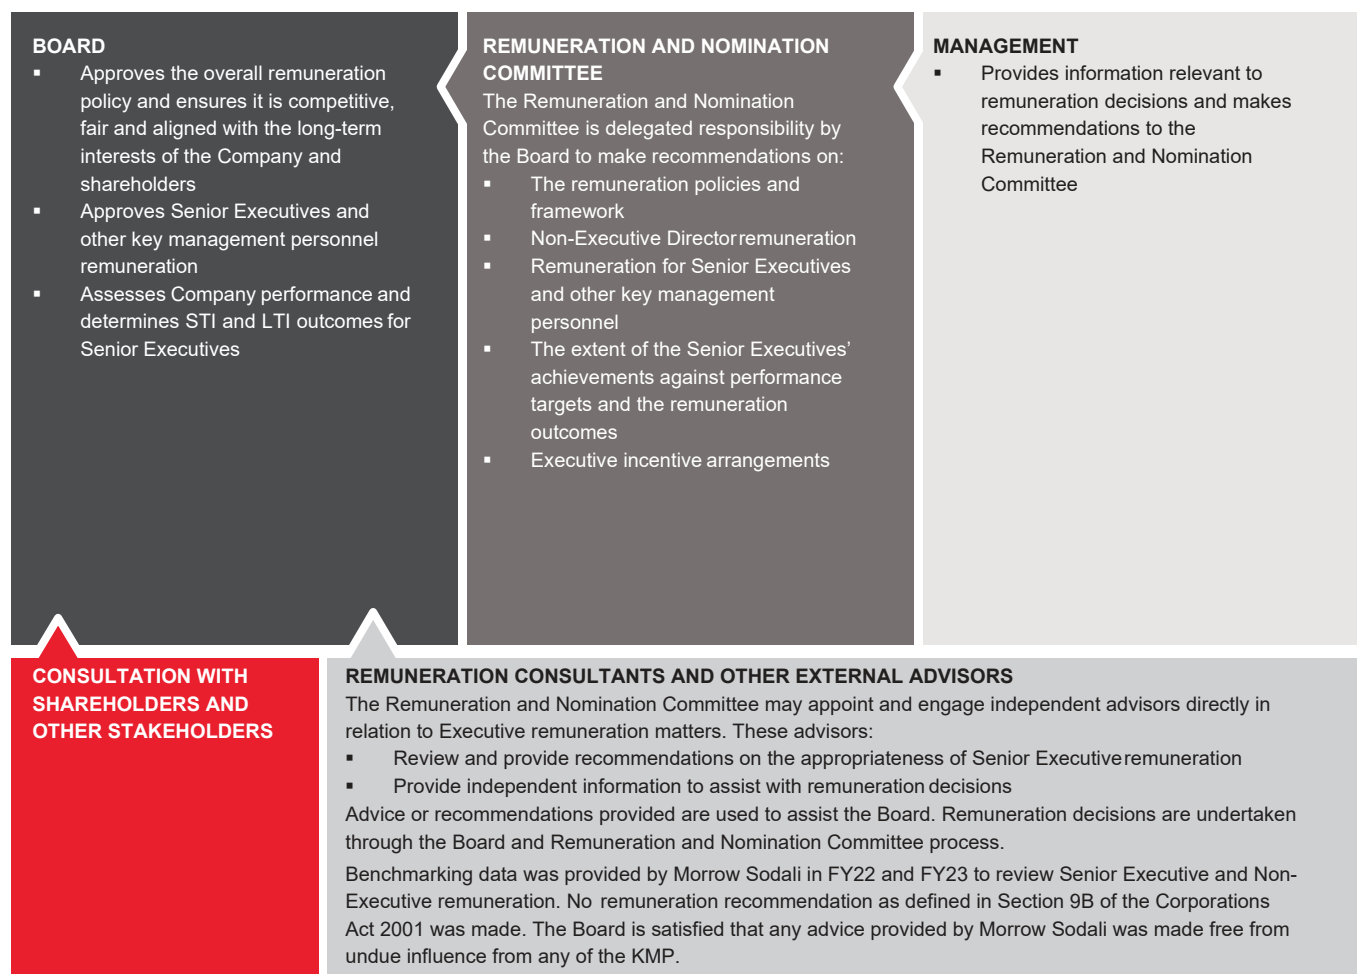 BOARD
▪ Approves the overall remuneration
policy and ensures it is competitive,
fair and aligned with the long-term
interests of the Company and
shareholders
▪ Approves Senior Executives and
other key management personnel
remuneration
▪ Assesses Company performance and
determines STI and LTI outcomes for
Senior Executives
REMUNERATION AND NOMINATION
COMMITTEE
The Remuneration and Nomination
Committee is delegated responsibility by
the Board to make recommendations on:
▪ The remuneration policies and
framework
▪ Non-Executive Director remuneration
▪ Remuneration for Senior Executives
and other key management
personnel
▪ The extent of the Senior Executives’
achievements against performance
targets and the remuneration
outcomes
▪ Executive incentive arrangements
MANAGEMENT
▪ Provides information relevant to
remuneration decisions and makes
recommendations to the
Remuneration and Nomination
Committee
CONSULTATION WITH
SHAREHOLDERS AND
OTHER STAKEHOLDERS
REMUNERATION CONSULTANTS AND OTHER EXTERNAL ADVISORS
The Remuneration and Nomination Committee may appoint and engage independent advisors directly in
relation to Executive remuneration matters. These advisors:
▪ Review and provide recommendations on the appropriateness of Senior Executive remuneration
▪ Provide independent information to assist with remuneration decisions
Advice or recommendations provided are used to assist the Board. Remuneration decisions are undertaken
through the Board and Remuneration and Nomination Committee process.
Benchmarking data was provided by Morrow Sodali in FY22 and FY23 to review Senior Executive and Non-
Executive remuneration. No remuneration recommendation as defined in Section 9B of the Corporations
Act 2001 was made. The Board is satisfied that any advice provided by Morrow Sodali was made free from
undue influence from any of the KMP.